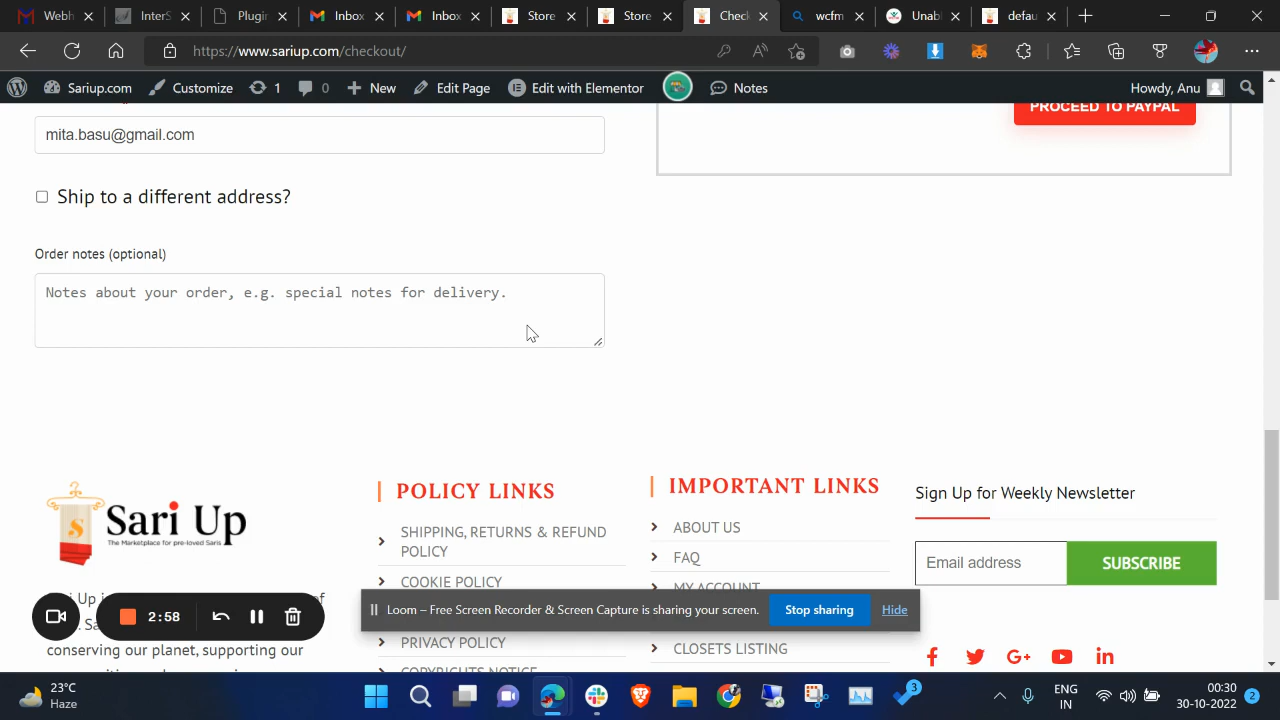 Webh
InterS
Plugin
Inbox
Inbox
Store
Store
Check
wcfm
Unabl
defau
https://www.sariup.com/checkout/
Sariup.com
Customize
1
0
New
Edit Page
Edit with Elementor
Notes
Howdy, Anu
PROCEED TO PAYPAL
mita.basu@gmail.com
Ship to a different address?
Order notes (optional)
Notes about your order, e.g. special notes for delivery.
Sari Up
The Marketplace for pre-loved Saris
POLICY LINKS
SHIPPING, RETURNS & REFUND
POLICY
COOKIE POLICY
PRIVACY POLICY
COPYRIGHTS NOTICE
IMPORTANT LINKS
ABOUT US
FAQ
MY ACCOUNT
CLOSETS LISTING
Sign Up for Weekly Newsletter
Email address
SUBSCRIBE
conserving our planet, supporting our
2:58
Loom – Free Screen Recorder & Screen Capture is sharing your screen.
Stop sharing
Hide
23°C
Haze
3
ENG
IN
00:30
30-10-2022
2